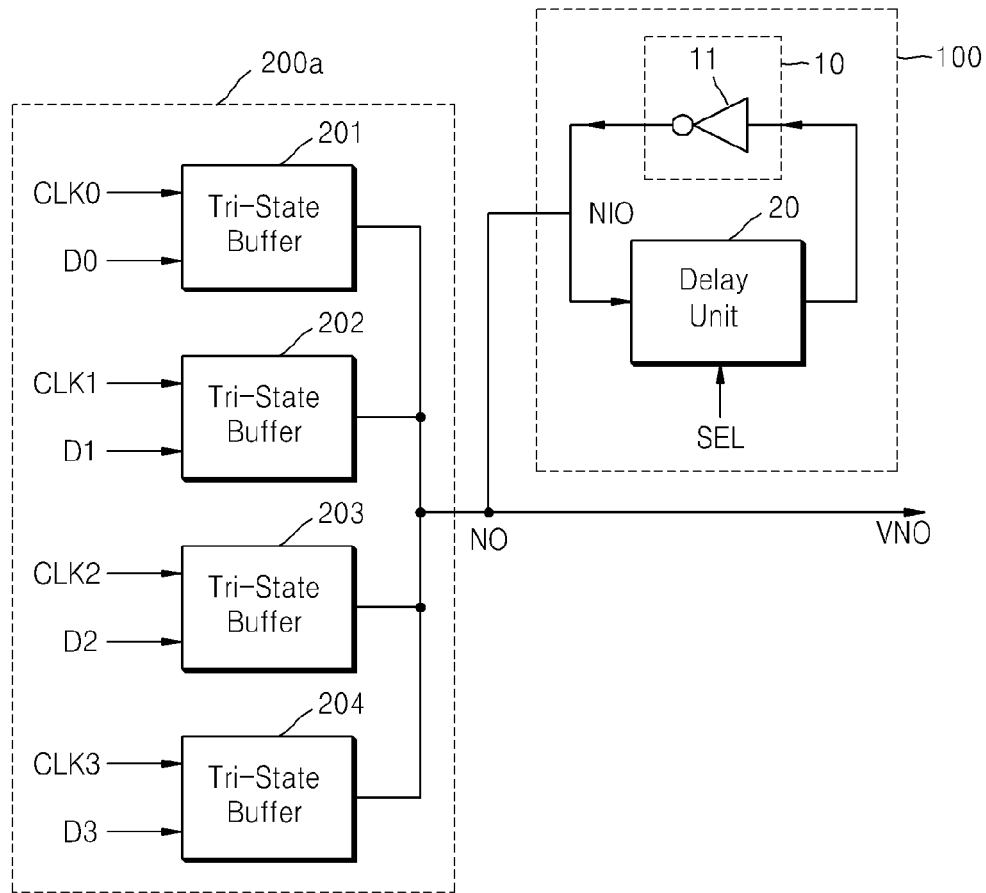 200a
201
CLK0
D0
Tri-State
Buffer
202
CLK1
D1
Tri-State
Buffer
203
CLK2
D2
Tri-State
Buffer
204
CLK3
D3
Tri-State
Buffer
NO
VNO
100
10
11
NIO
20
Delay
Unit
SEL